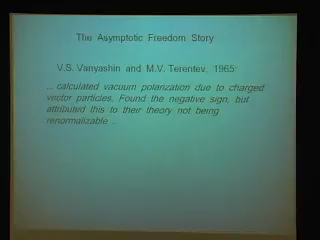 The Asymptotic Freedom Story
V.S. Vanyashin and M.V. Terentev, 1965:
... calculated vacuum polarization due to charged
vector particles. Found the negative sign, but
attributed this to their theory not being
renormalizable ...